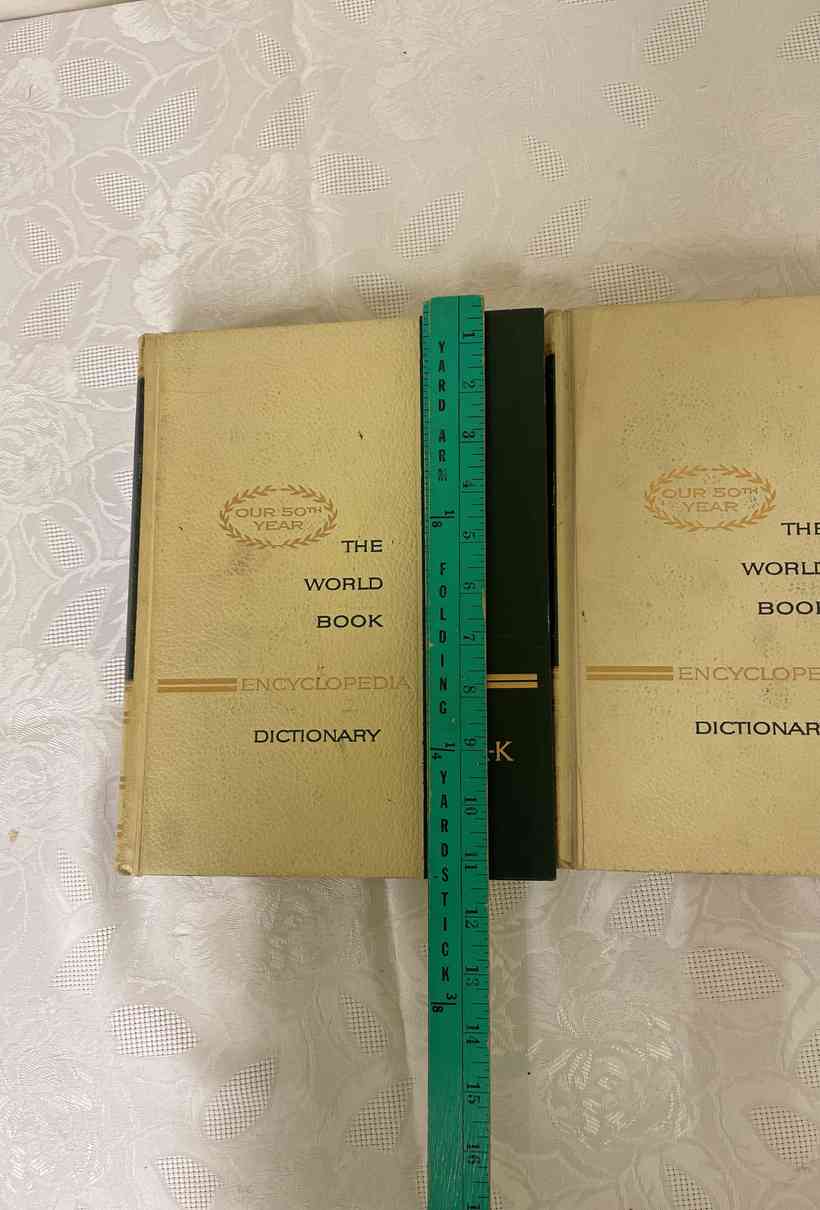 OUR 50TH
YEAR
THE
WORLD
BOOK
ENCYCLOPEDIA
DICTIONARY
YARD ARM
1/8
FOLDING
1/4
YARDSTICK
3/8
1
2
3
4
5
6
7
8
9
10
11
12
13
14
15
16
-K
OUR 50TH
YEAR
THE
WORLD
BOOK
ENCYCLOPE
DICTIONAR